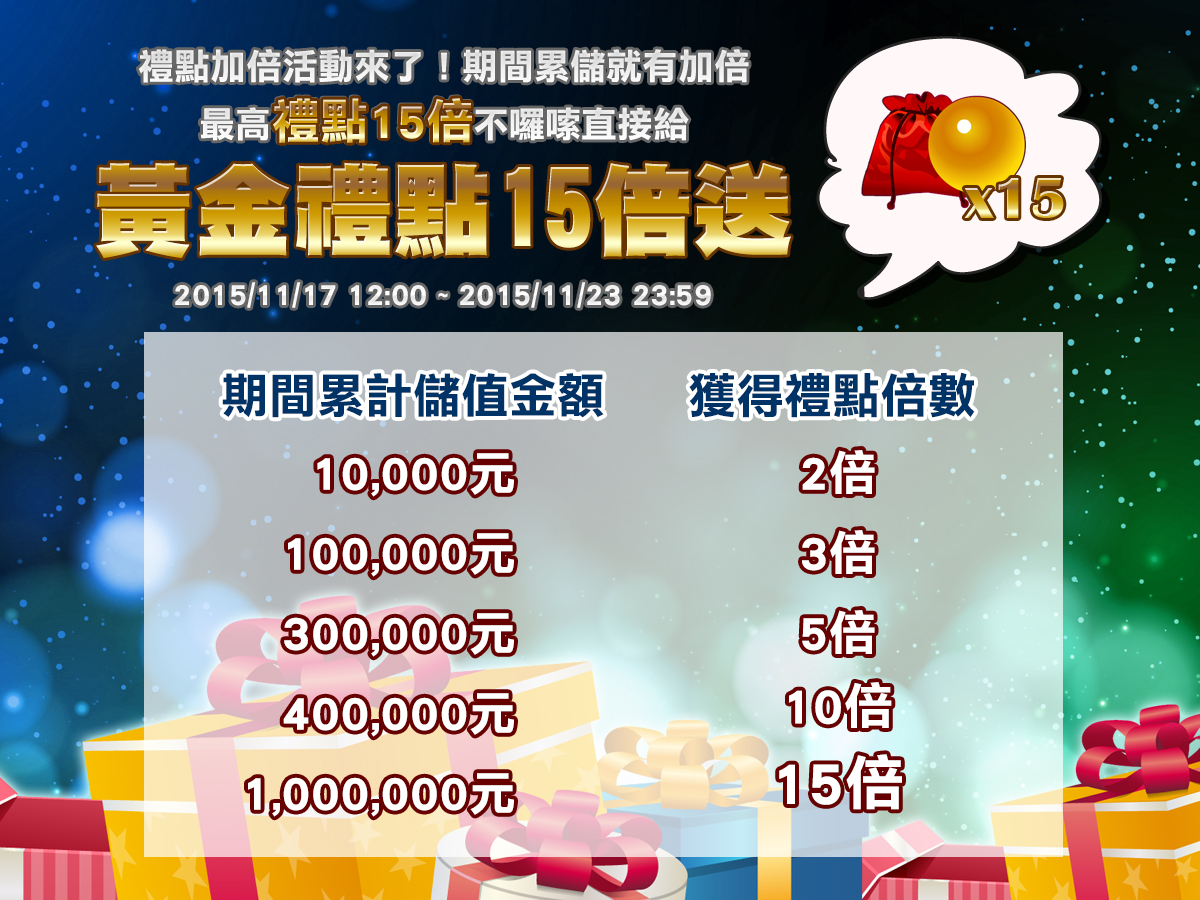 禮點加倍活動來了！期間累儲就有加倍
最高禮點15倍不囉嗦直接給
黃金禮點15倍送
x15
2015/11/17 12:00 ~ 2015/11/23 23:59
期間累計儲值金額 獲得禮點倍數
10,000元 2倍
100,000元 3倍
300,000元 5倍
400,000元 10倍
1,000,000元 15倍